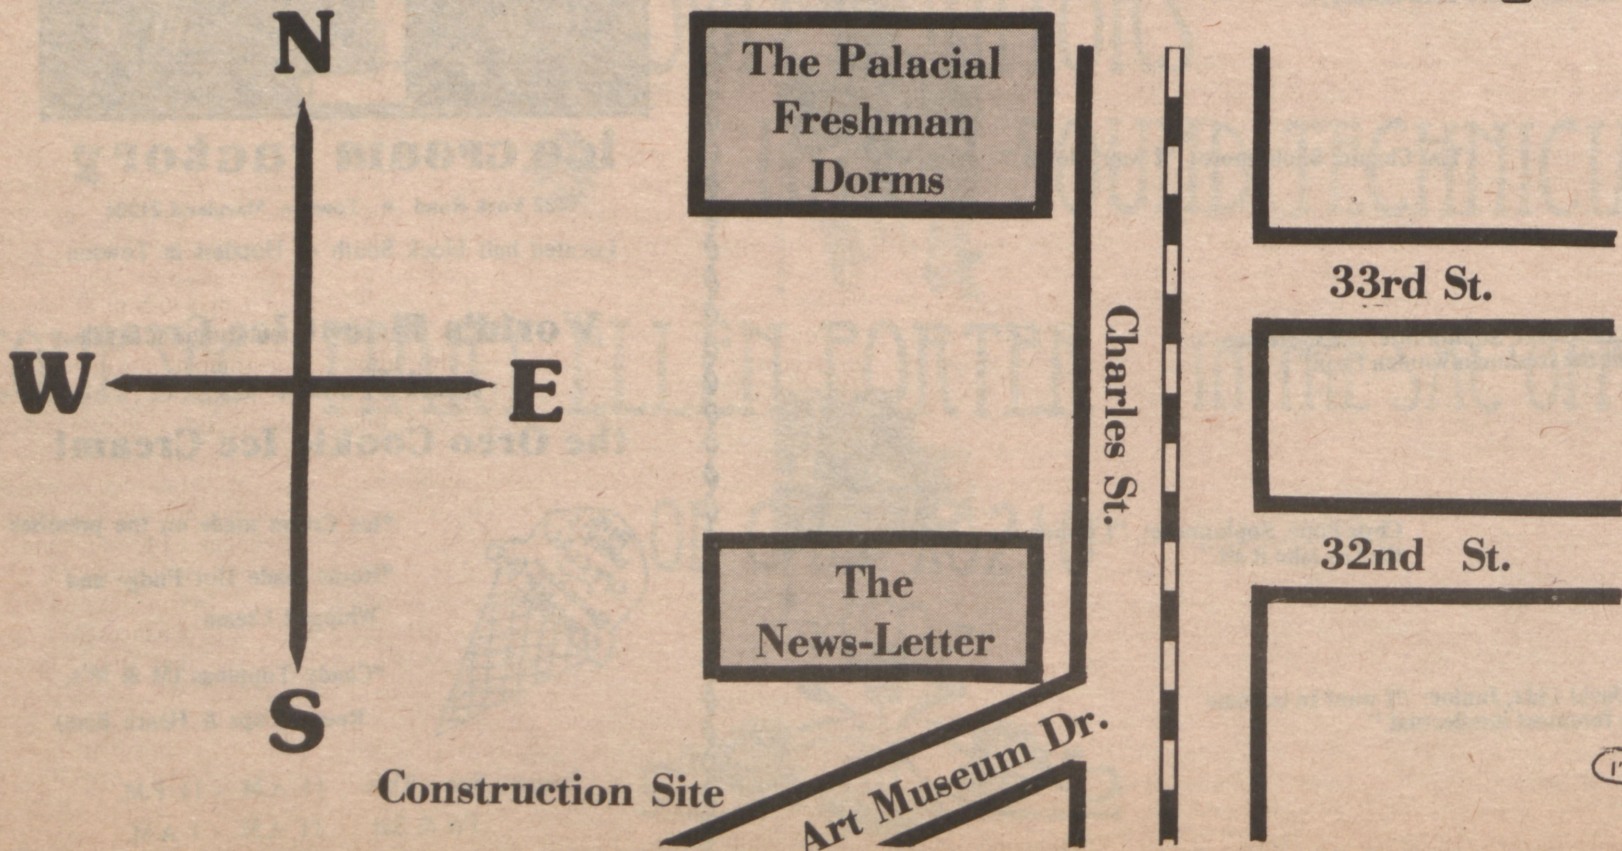 N
W
E
S
The Palacial
Freshman
Dorms
Charles St.
33rd St.
32nd St.
The
News-Letter
Construction Site
Art Museum Dr.